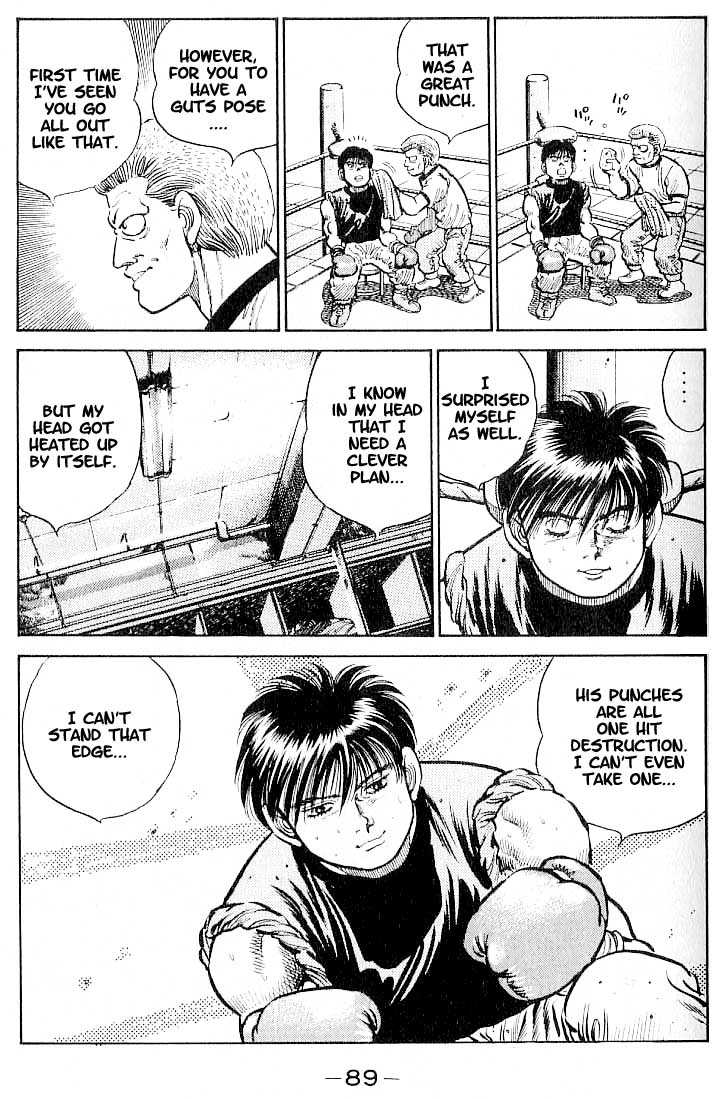 THAT
WAS A
GREAT
PUNCH.
HOWEVER,
FOR YOU TO
HAVE A
GUTS POSE
....
FIRST TIME
I'VE SEEN
YOU GO
ALL OUT
LIKE THAT.
....
I
SURPRISED
MYSELF
AS WELL.
I KNOW
IN MY HEAD
THAT I
NEED A
CLEVER
PLAN...
BUT MY
HEAD GOT
HEATED UP
BY ITSELF.
HIS PUNCHES
ARE ALL
ONE HIT
DESTRUCTION.
I CAN'T EVEN
TAKE ONE...
I CAN'T
STAND THAT
EDGE...
-89-